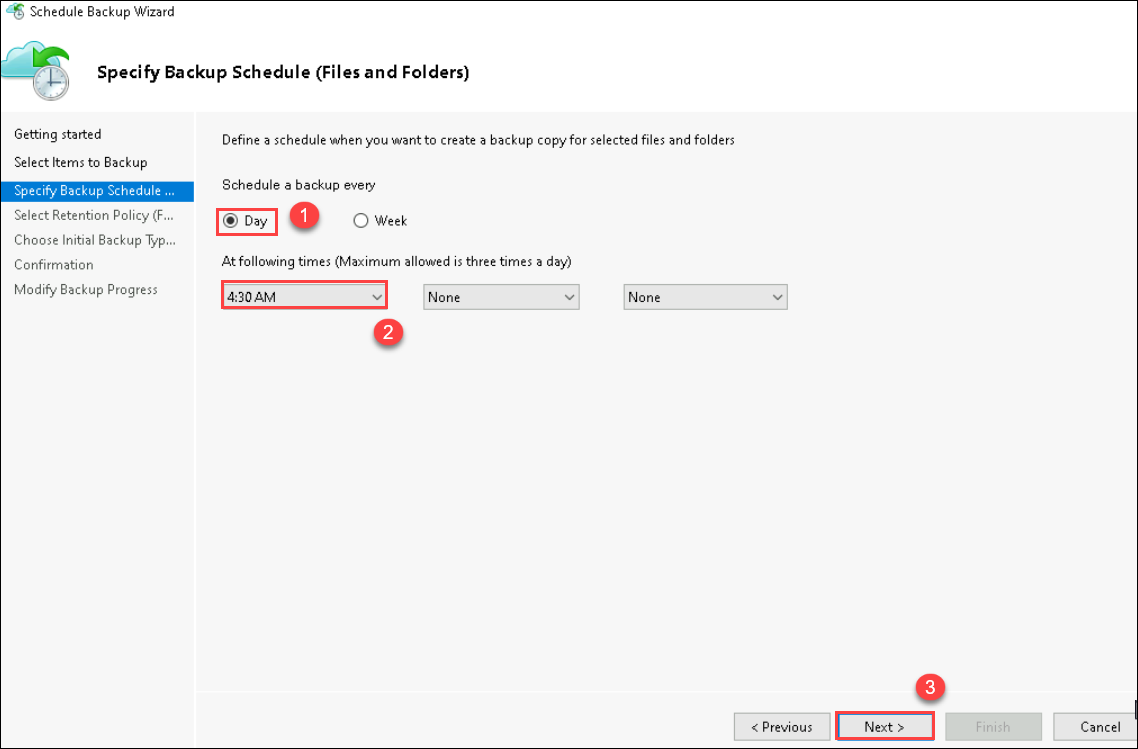 Schedule Backup Wizard
Specify Backup Schedule (Files and Folders)
Getting started
Select Items to Backup
Specify Backup Schedule ...
Select Retention Policy (F...
Choose Initial Backup Typ...
Confirmation
Modify Backup Progress
Define a schedule when you want to create a backup copy for selected files and folders
Schedule a backup every
Day 1 Week
At following times (Maximum allowed is three times a day)
4:30 AM None None
2
3
< Previous Next > Finish Cancel